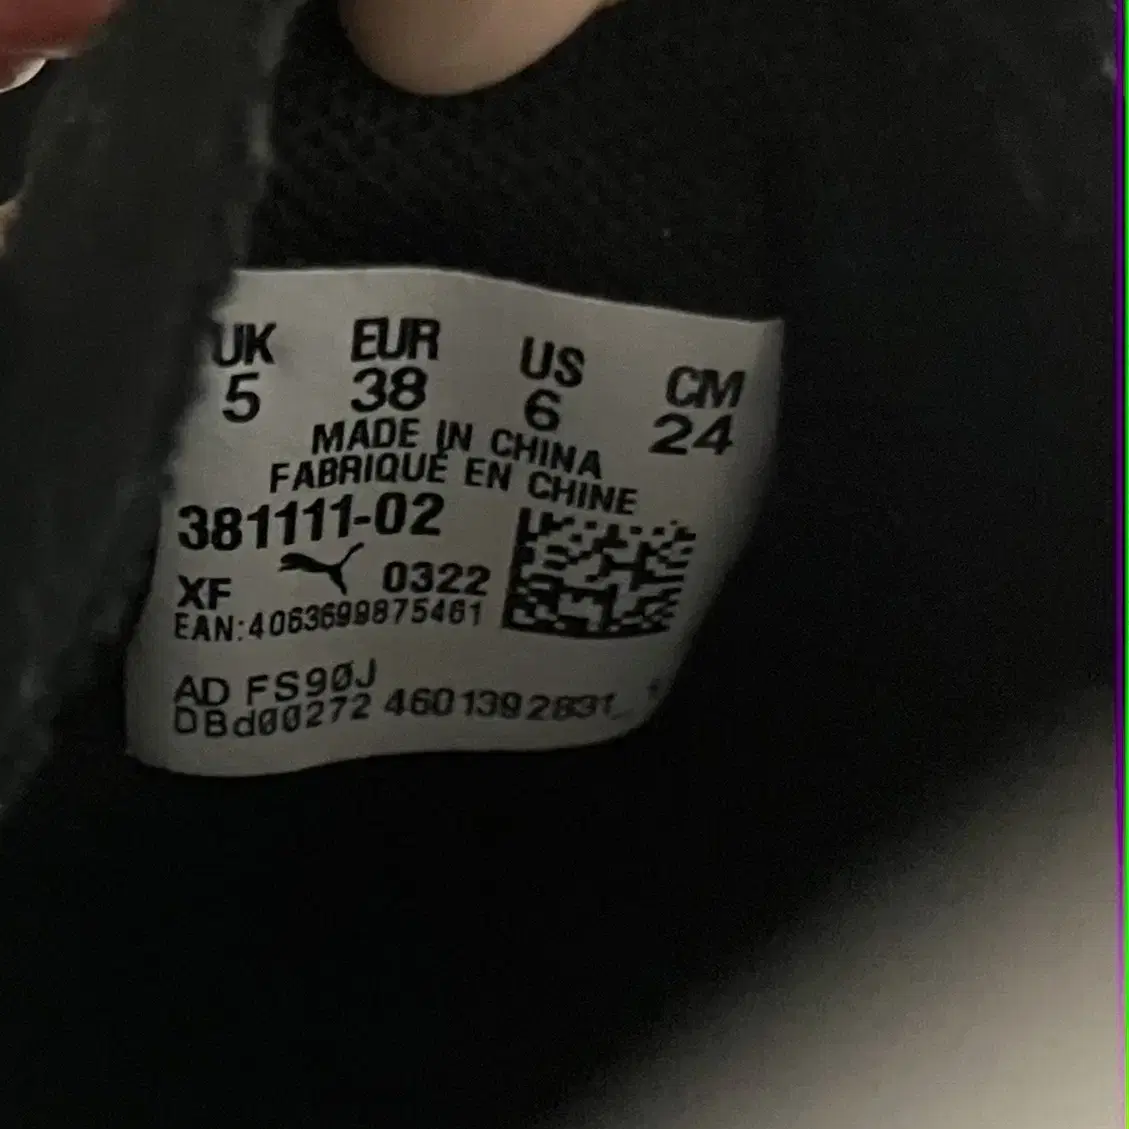 UK EUR US CM
5 38 6 24
MADE IN CHINA
FABRIQUÉ EN CHINE
381111-02
XF 0322
EAN:4063699875461
AD FS90J
DBd00272 4601392831